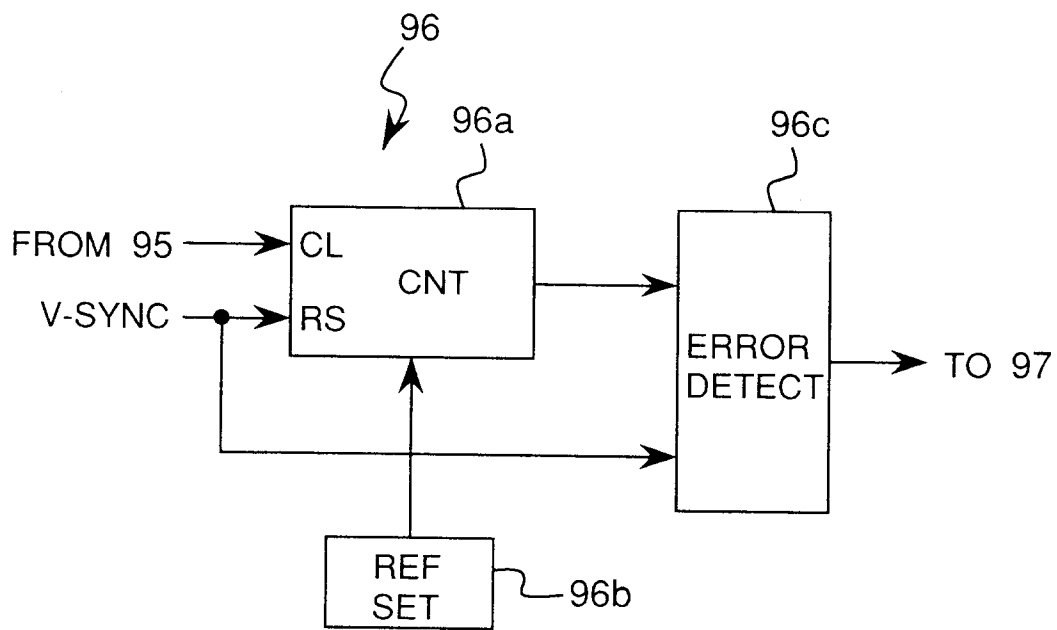 96
96a
96c
FROM 95
CL
CNT
V-SYNC
RS
ERROR
DETECT
TO 97
REF
SET
96b